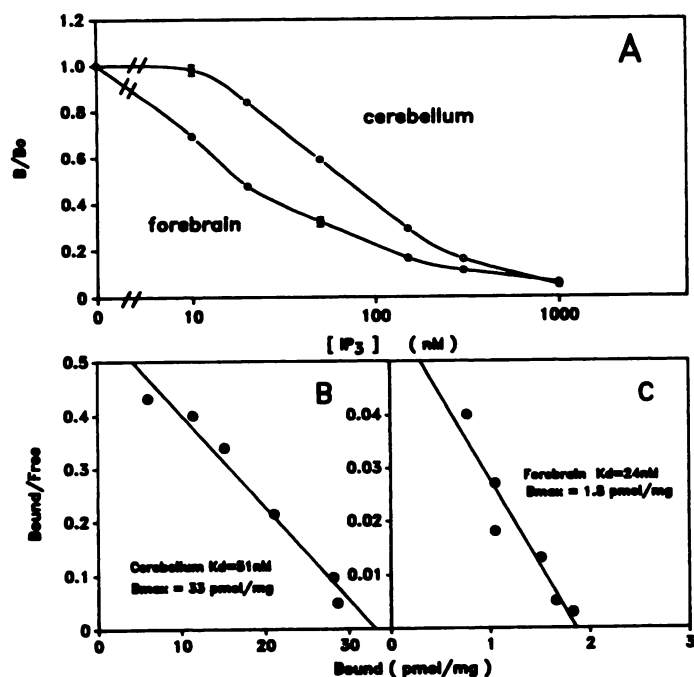 1.2
1.0
0.8
0.6
0.4
0.2
0
B/Bo
A
cerebellum
forebrain
0
10
100
1000
[ IP3 ] (nM)
0.5
0.4
0.3
0.2
0.1
0
Bound/Free
B
Cerebellum Kd=61nM
Bmax = 33 pmol/mg
0
10
20
30
0.04
0.03
0.02
0.01
C
Forebrain Kd=24nM
Bmax = 1.8 pmol/mg
0
1
2
3
Bound ( pmol/mg )